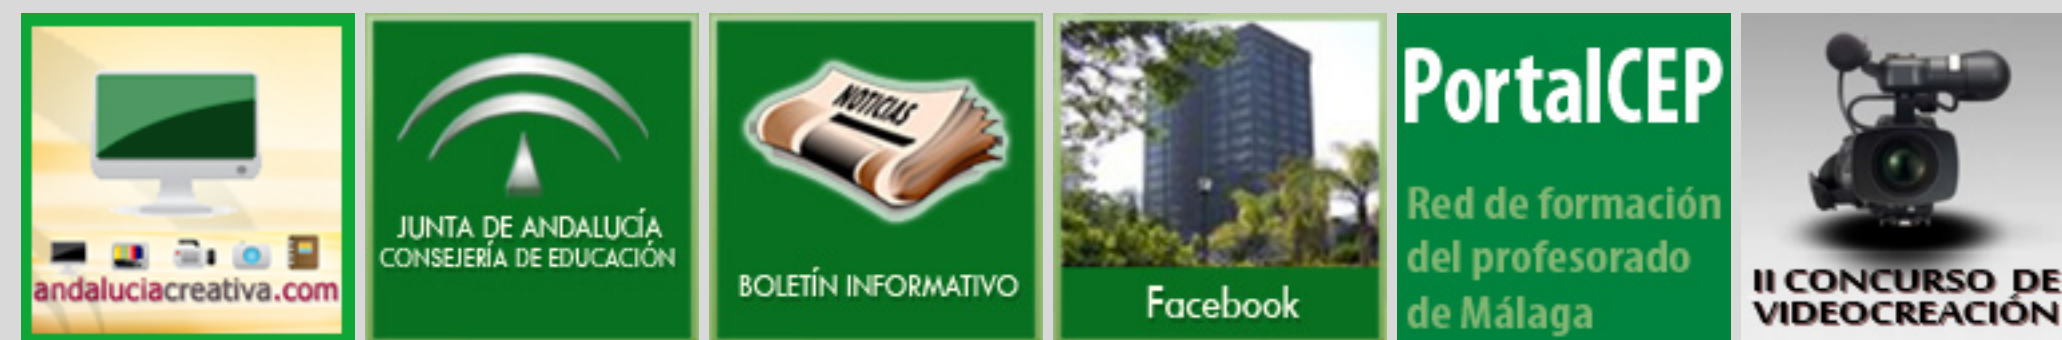 andaluciacreativa.com
JUNTA DE ANDALUCÍA
CONSEJERÍA DE EDUCACIÓN
NOTICIAS
BOLETÍN INFORMATIVO
Facebook
PortalCEP
Red de formación
del profesorado
de Málaga
II CONCURSO DE
VIDEOCREACIÓN